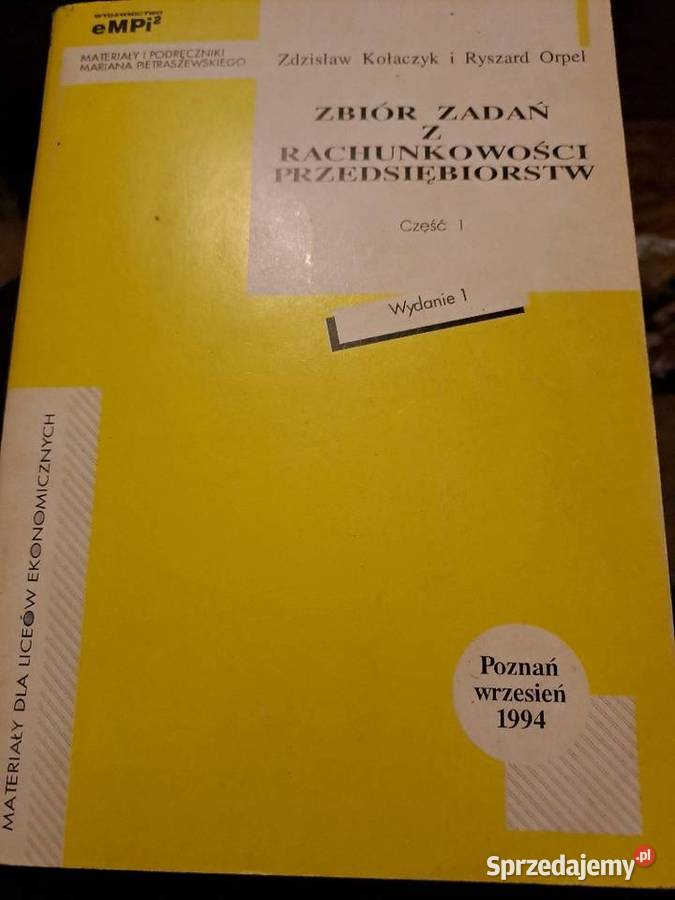 WYDAWNICTWO
eMPi²
MATERIAŁY I PODRĘCZNIKI
MARIANA PIETRASZEWSKIEGO
Zdzisław Kołaczyk i Ryszard Orpel
ZBIÓR ZADAŃ
Z
RACHUNKOWOŚCI
PRZEDSIĘBIORSTW
Część 1
Wydanie 1
MATERIAŁY DLA LICEÓW EKONOMICZNYCH
Poznań
wrzesień
1994
Sprzedajemy.pl